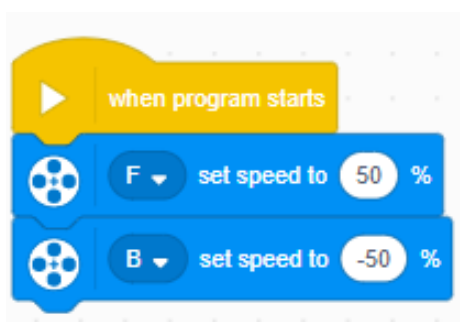 when program starts
F set speed to 50 %
B set speed to -50 %